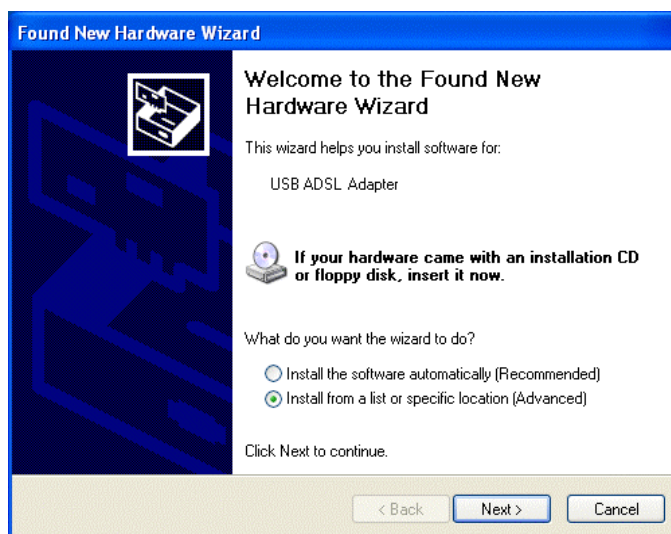 Found New Hardware Wizard
Welcome to the Found New
Hardware Wizard
This wizard helps you install software for:
USB ADSL Adapter
If your hardware came with an installation CD
or floppy disk, insert it now.
What do you want the wizard to do?
Install the software automatically (Recommended)
Install from a list or specific location (Advanced)
Click Next to continue.
< Back
Next >
Cancel